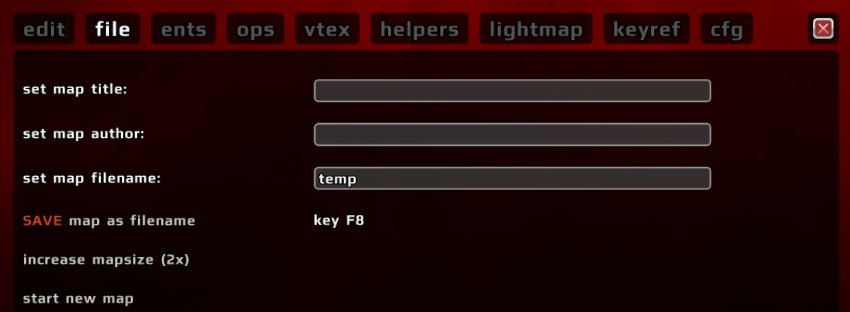 edit file ents ops vtex helpers lightmap keyref cfg
set map title:
set map author:
set map filename: temp
SAVE map as filename key F8
increase mapsize (2x)
start new map